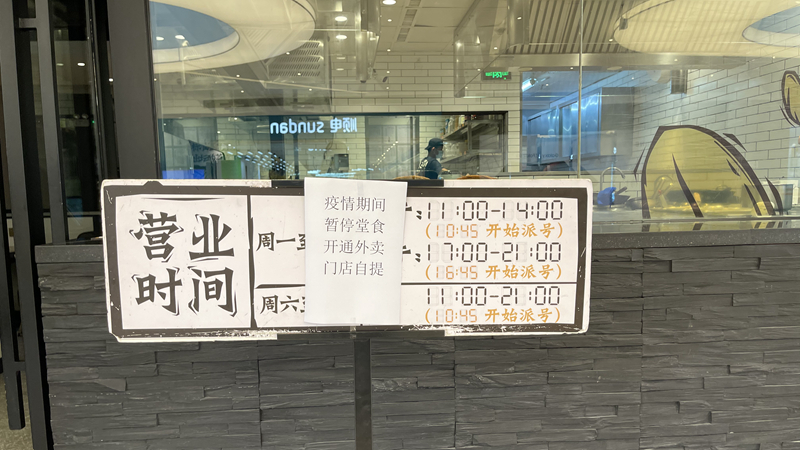 顺电 sundan
营业
时间
疫情期间
暂停堂食
开通外卖
门店自提
周一至
11:00-14:00
(10:45 开始派号)
17:00-21:00
(16:45 开始派号)
周六至
11:00-21:00
(10:45 开始派号)